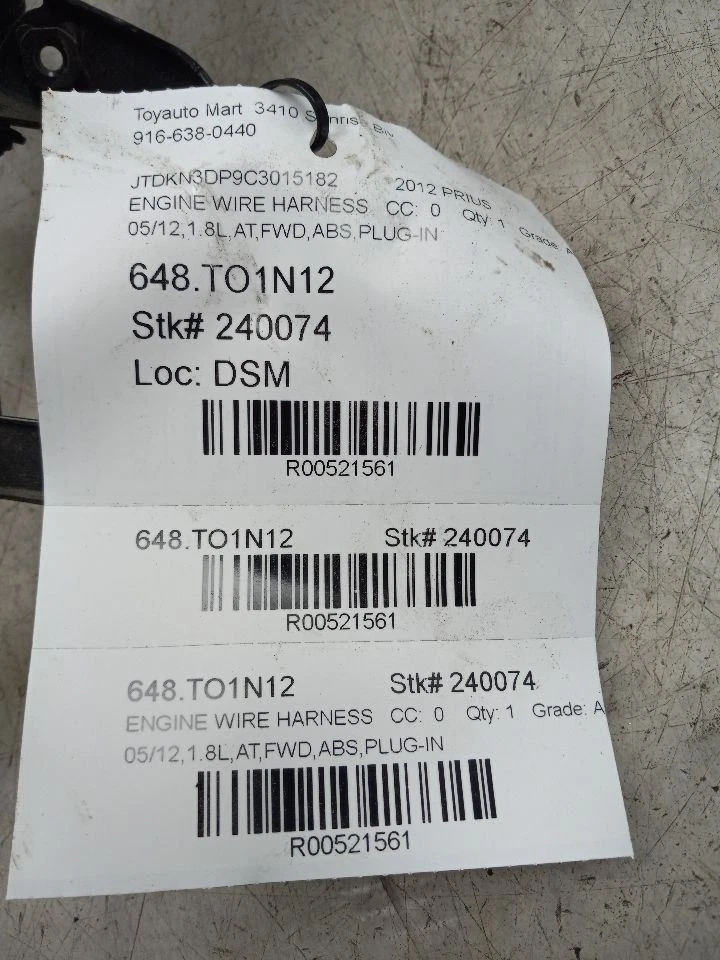 Toyauto Mart 3410
916-638-0440
JTDKN3DP9C3015182 2012 PRIUS
ENGINE WIRE HARNESS CC: 0 Qty: 1 Grade: A
05/12,1.8L,AT,FWD,ABS,PLUG-IN
648.TO1N12
Stk# 240074
Loc: DSM
R00521561
648.TO1N12 Stk# 240074
R00521561
648.TO1N12 Stk# 240074
ENGINE WIRE HARNESS CC: 0 Qty: 1 Grade: A
05/12,1.8L,AT,FWD,ABS,PLUG-IN
R00521561